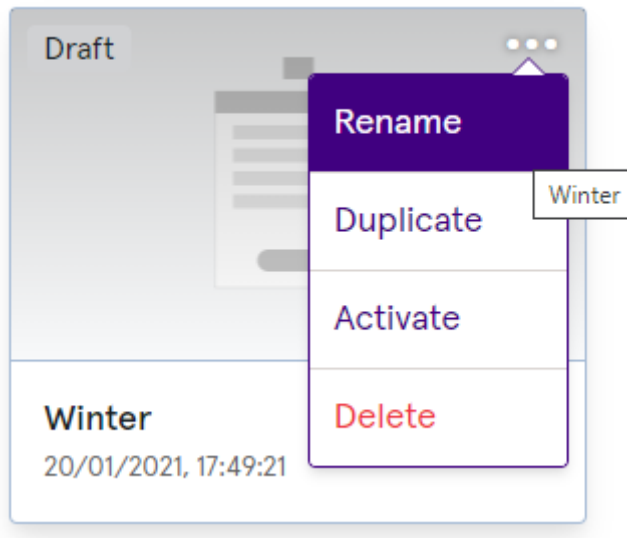 Draft
Rename
Winter
Duplicate
Activate
Delete
Winter
20/01/2021, 17:49:21